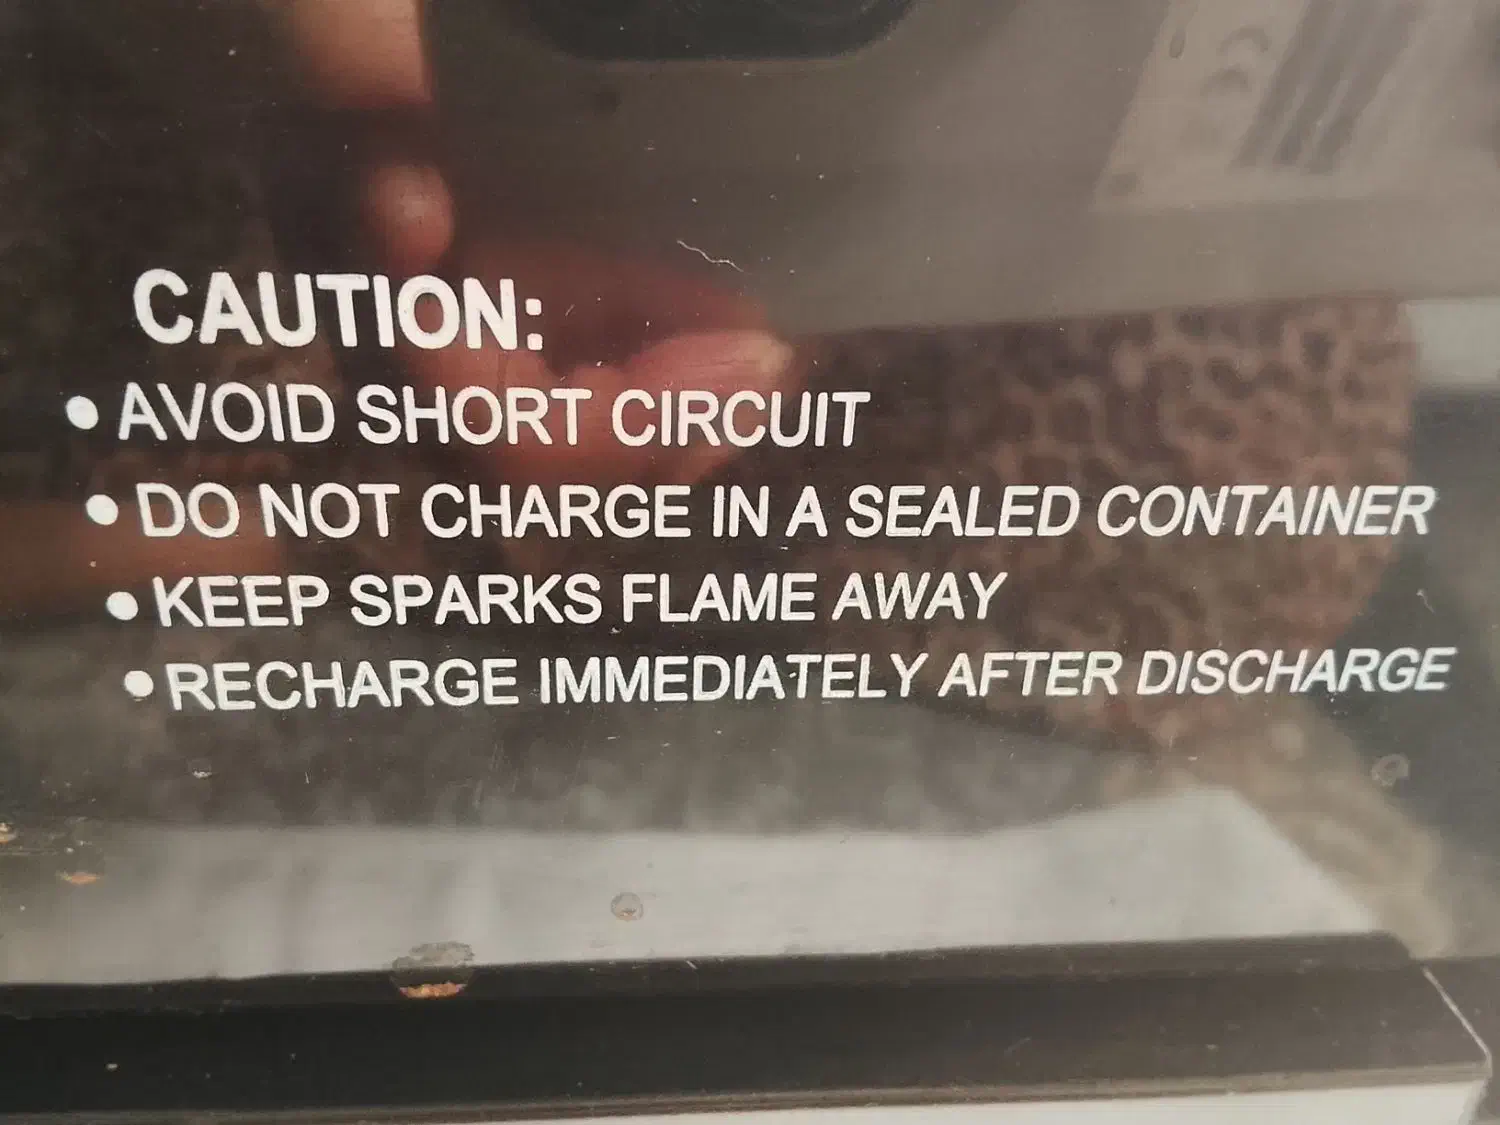 CAUTION:
• AVOID SHORT CIRCUIT
• DO NOT CHARGE IN A SEALED CONTAINER
• KEEP SPARKS FLAME AWAY
• RECHARGE IMMEDIATELY AFTER DISCHARGE